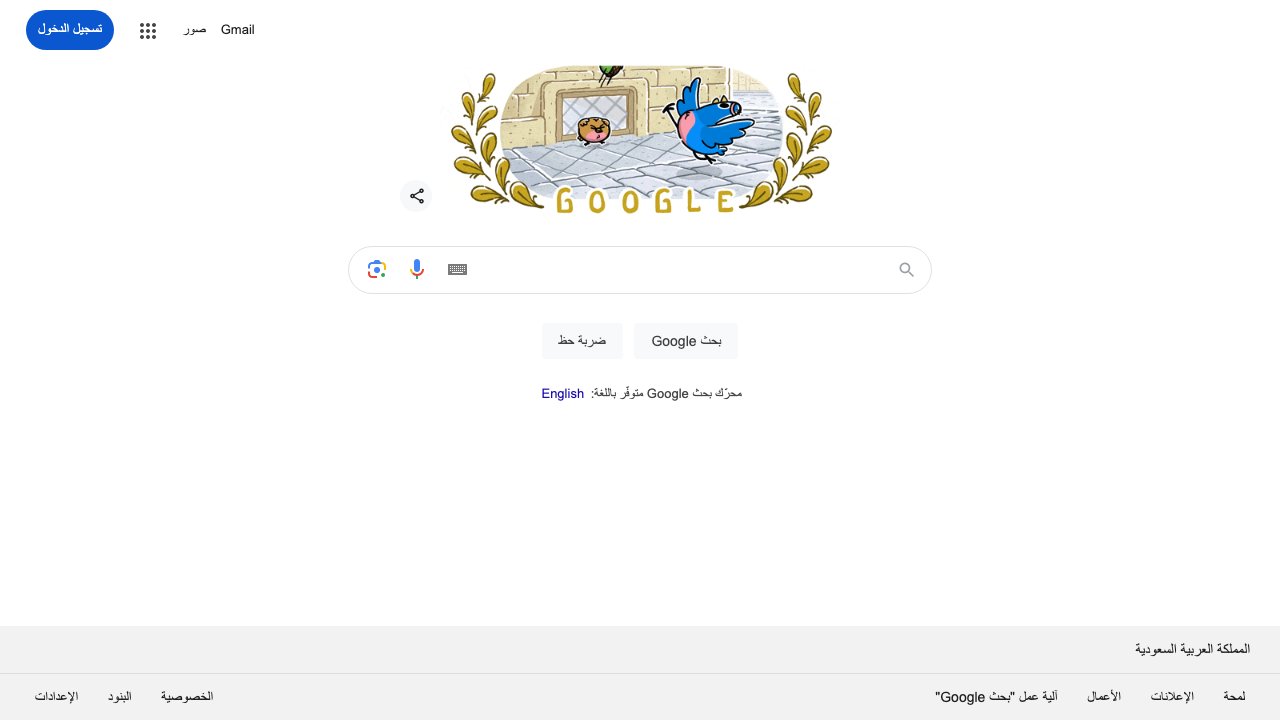 Gmail
صور
تسجيل الدخول
GOOGLE
بحث Google
ضربة حظ
محرّك بحث Google متوفّر باللغة: English
المملكة العربية السعودية
لمحة
الإعلانات
الأعمال
آلية عمل "بحث Google"
الخصوصية
البنود
الإعدادات